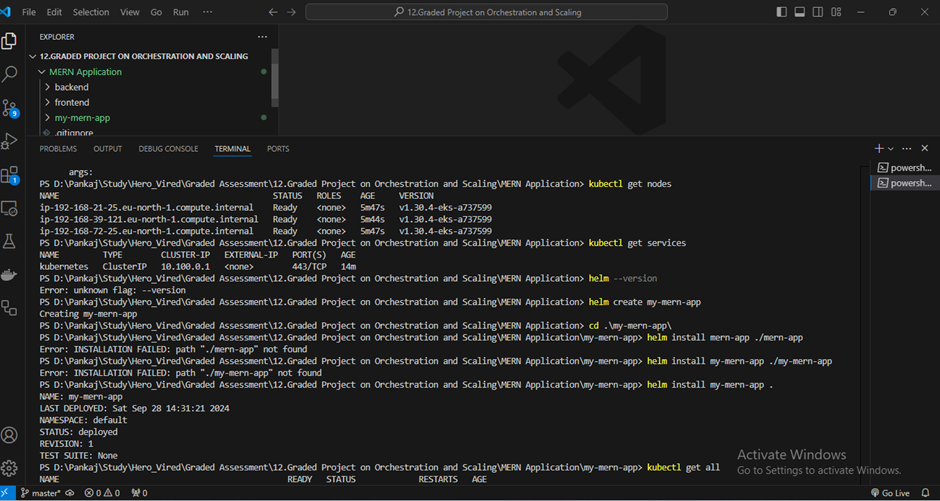 File Edit Selection View Go Run ··· ← → 12.Graded Project on Orchestration and Scaling
EXPLORER ···
12.GRADED PROJECT ON ORCHESTRATION AND SCALING
MERN Application
backend
frontend
my-mern-app
.gitignore
9
1
PROBLEMS OUTPUT DEBUG CONSOLE TERMINAL PORTS
powersh...
powersh...
args:
PS D:\Pankaj\Study\Hero_Vired\Graded Assessment\12.Graded Project on Orchestration and Scaling\MERN Application> kubectl get nodes
NAME STATUS ROLES AGE VERSION
ip-192-168-21-25.eu-north-1.compute.internal Ready <none> 5m47s v1.30.4-eks-a737599
ip-192-168-39-121.eu-north-1.compute.internal Ready <none> 5m44s v1.30.4-eks-a737599
ip-192-168-72-25.eu-north-1.compute.internal Ready <none> 5m46s v1.30.4-eks-a737599
PS D:\Pankaj\Study\Hero_Vired\Graded Assessment\12.Graded Project on Orchestration and Scaling\MERN Application> kubectl get services
NAME TYPE CLUSTER-IP EXTERNAL-IP PORT(S) AGE
kubernetes ClusterIP 10.100.0.1 <none> 443/TCP 14m
PS D:\Pankaj\Study\Hero_Vired\Graded Assessment\12.Graded Project on Orchestration and Scaling\MERN Application> helm --version
Error: unknown flag: --version
PS D:\Pankaj\Study\Hero_Vired\Graded Assessment\12.Graded Project on Orchestration and Scaling\MERN Application> helm create my-mern-app
Creating my-mern-app
PS D:\Pankaj\Study\Hero_Vired\Graded Assessment\12.Graded Project on Orchestration and Scaling\MERN Application> cd .\my-mern-app\
PS D:\Pankaj\Study\Hero_Vired\Graded Assessment\12.Graded Project on Orchestration and Scaling\MERN Application\my-mern-app> helm install mern-app ./mern-app
Error: INSTALLATION FAILED: path "./mern-app" not found
PS D:\Pankaj\Study\Hero_Vired\Graded Assessment\12.Graded Project on Orchestration and Scaling\MERN Application\my-mern-app> helm install my-mern-app ./my-mern-app
Error: INSTALLATION FAILED: path "./my-mern-app" not found
PS D:\Pankaj\Study\Hero_Vired\Graded Assessment\12.Graded Project on Orchestration and Scaling\MERN Application\my-mern-app> helm install my-mern-app .
NAME: my-mern-app
LAST DEPLOYED: Sat Sep 28 14:31:21 2024
NAMESPACE: default
STATUS: deployed
REVISION: 1
TEST SUITE: None
PS D:\Pankaj\Study\Hero_Vired\Graded Assessment\12.Graded Project on Orchestration and Scaling\MERN Application\my-mern-app> kubectl get all
NAME READY STATUS RESTARTS AGE
Activate Windows
Go to Settings to activate Windows.
master* 0 0 0 Go Live